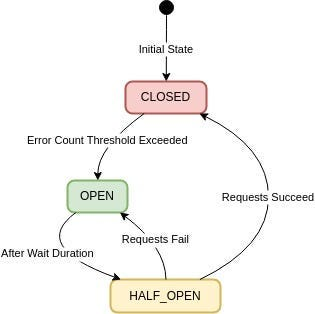 Initial State
CLOSED
Error Count Threshold Exceeded
OPEN
Requests Succeed
Requests Fail
After Wait Duration
HALF_OPEN